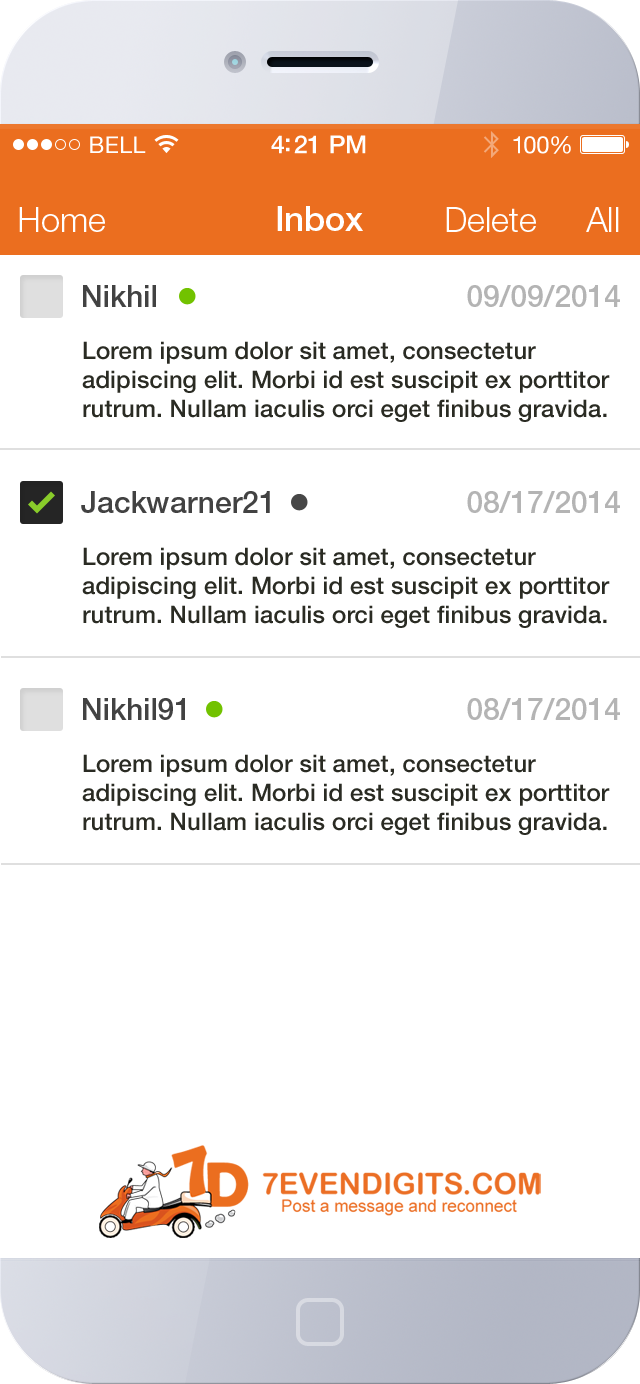 BELL 4:21 PM 100%
Home Inbox Delete All
Nikhil 09/09/2014
Lorem ipsum dolor sit amet, consectetur
adipiscing elit. Morbi id est suscipit ex porttitor
rutrum. Nullam iaculis orci eget finibus gravida.
Jackwarner21 08/17/2014
Lorem ipsum dolor sit amet, consectetur
adipiscing elit. Morbi id est suscipit ex porttitor
rutrum. Nullam iaculis orci eget finibus gravida.
Nikhil91 08/17/2014
Lorem ipsum dolor sit amet, consectetur
adipiscing elit. Morbi id est suscipit ex porttitor
rutrum. Nullam iaculis orci eget finibus gravida.
7D 7EVENDIGITS.COM
Post a message and reconnect